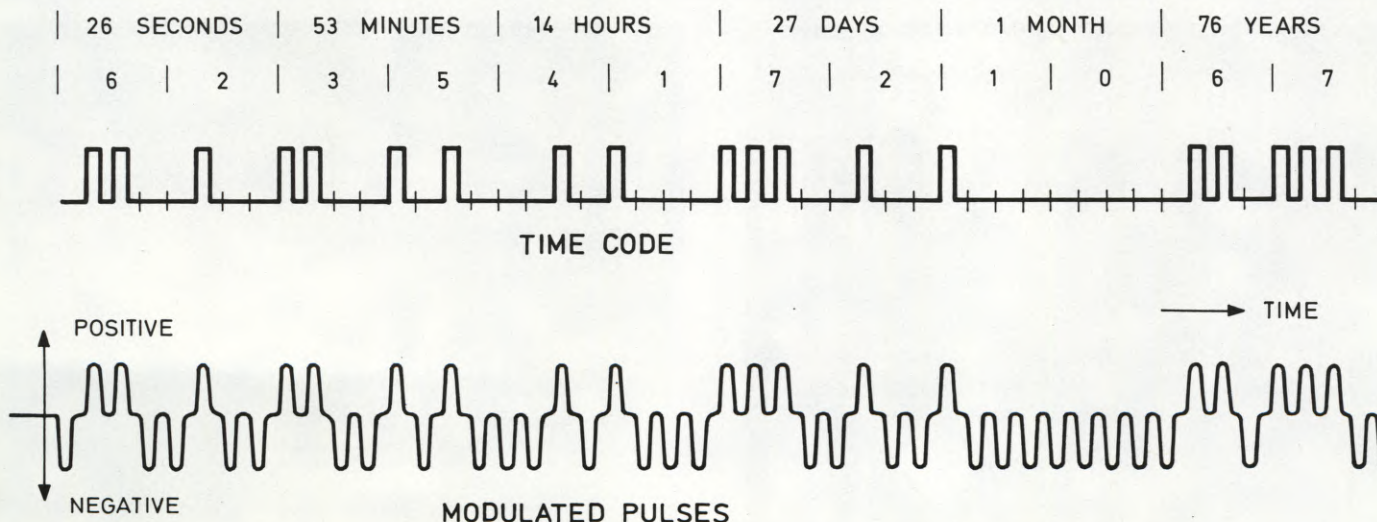 | 26 SECONDS | 53 MINUTES | 14 HOURS | 27 DAYS | 1 MONTH | 76 YEARS
| 6 | 2 | 3 | 5 | 4 | 1 | 7 | 2 | 1 | 0 | 6 | 7
TIME CODE
POSITIVE
TIME
NEGATIVE
MODULATED PULSES